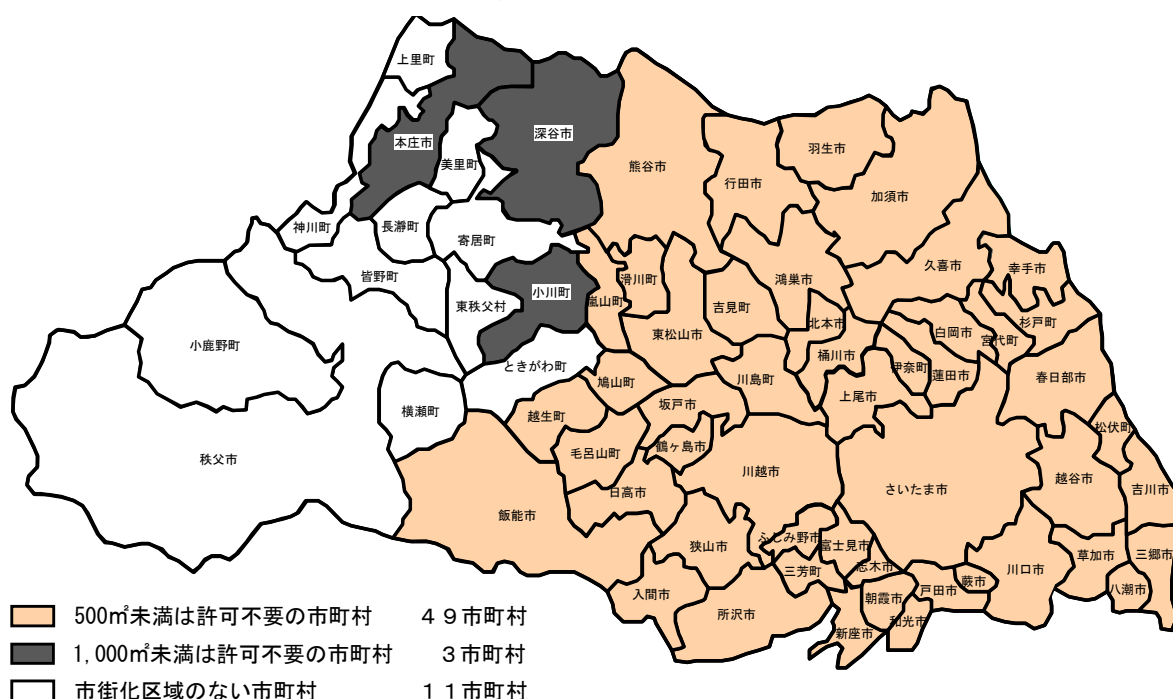 上里町
本庄市
深谷市
美里町
熊谷市
行田市
羽生市
加須市
神川町
長瀞町
寄居町
皆野町
久喜市
幸手市
滑川町
鴻巣市
小川町
嵐山町
吉見町
東秩父村
北本市
杉戸町
東松山市
白岡市
宮代町
小鹿野町
ときがわ町
桶川市
伊奈町
蓮田市
春日部市
鳩山町
川島町
横瀬町
坂戸市
上尾市
越生町
松伏町
秩父市
毛呂山町
鶴ヶ島市
川越市
さいたま市
越谷市
吉川市
日高市
飯能市
狭山市
ふじみ野市
富士見市
志木市
三芳町
川口市
草加市
三郷市
入間市
所沢市
朝霞市
戸田市
蕨市
八潮市
新座市
和光市
500㎡未満は許可不要の市町村 49市町村
1,000㎡未満は許可不要の市町村 3市町村
市街化区域のない市町村 11市町村